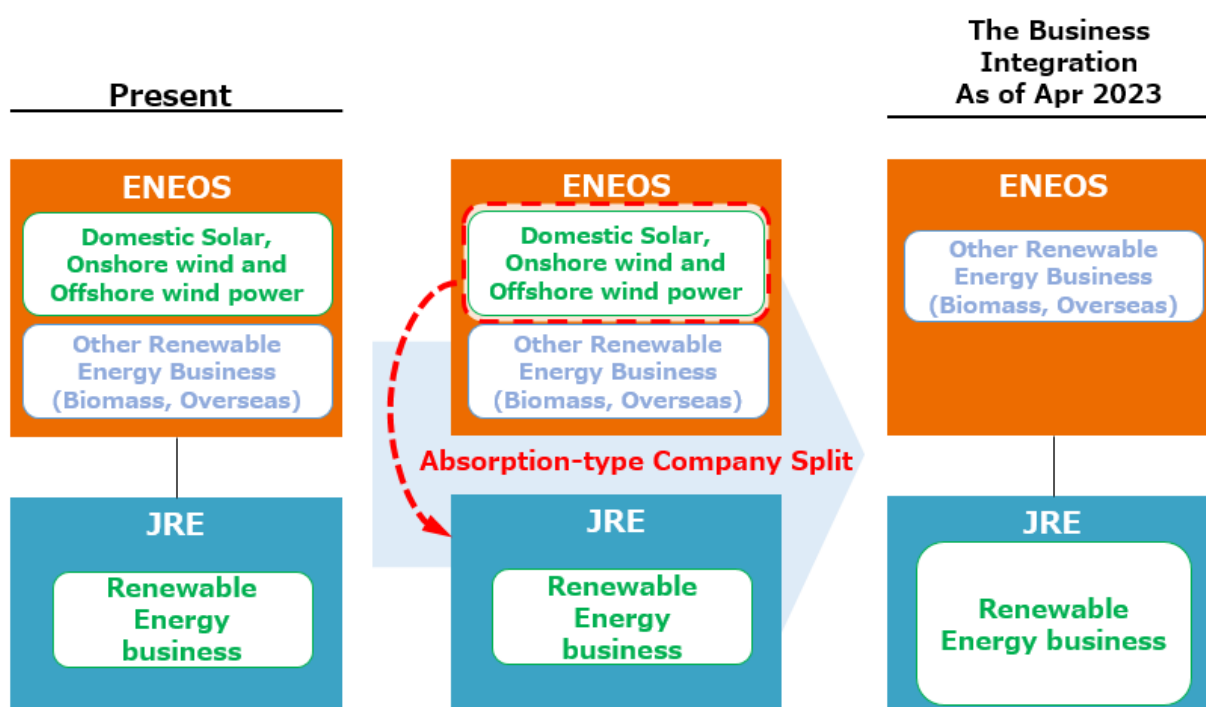 Present
ENEOS
Domestic Solar,
Onshore wind and
Offshore wind power
Other Renewable
Energy Business
(Biomass, Overseas)
JRE
Renewable
Energy
business
ENEOS
Domestic Solar,
Onshore wind and
Offshore wind power
Other Renewable
Energy Business
(Biomass, Overseas)
Absorption-type Company Split
JRE
Renewable
Energy
business
The Business
Integration
As of Apr 2023
ENEOS
Other Renewable
Energy Business
(Biomass, Overseas)
JRE
Renewable
Energy business